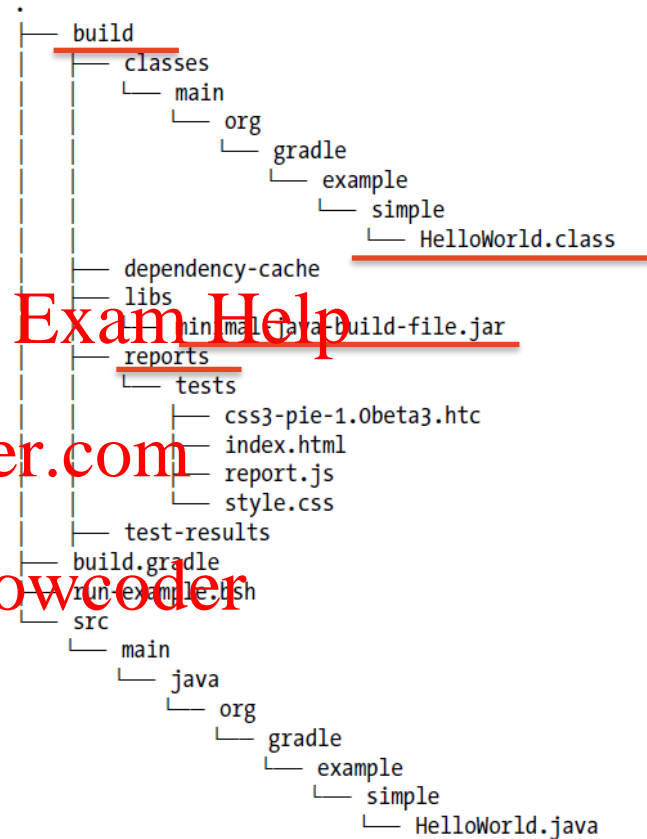 .
├── build
│   ├── classes
│   │   └── main
│   │       └── org
│   │           └── gradle
│   │               └── example
│   │                   └── simple
│   │                       └── HelloWorld.class
│   ├── dependency-cache
│   ├── libs
Exam Help
│   │   └── minimal-java-build-file.jar
│   ├── reports
│   │   └── tests
│   │       ├── css3-pie-1.0beta3.htc
│   │       ├── index.html
er.com
│   │       ├── report.js
│   │       └── style.css
│   └── test-results
├── build.gradle
owcoder
├── run-example.bsh
└── src
    └── main
        └── java
            └── org
                └── gradle
                    └── example
                        └── simple
                            └── HelloWorld.java